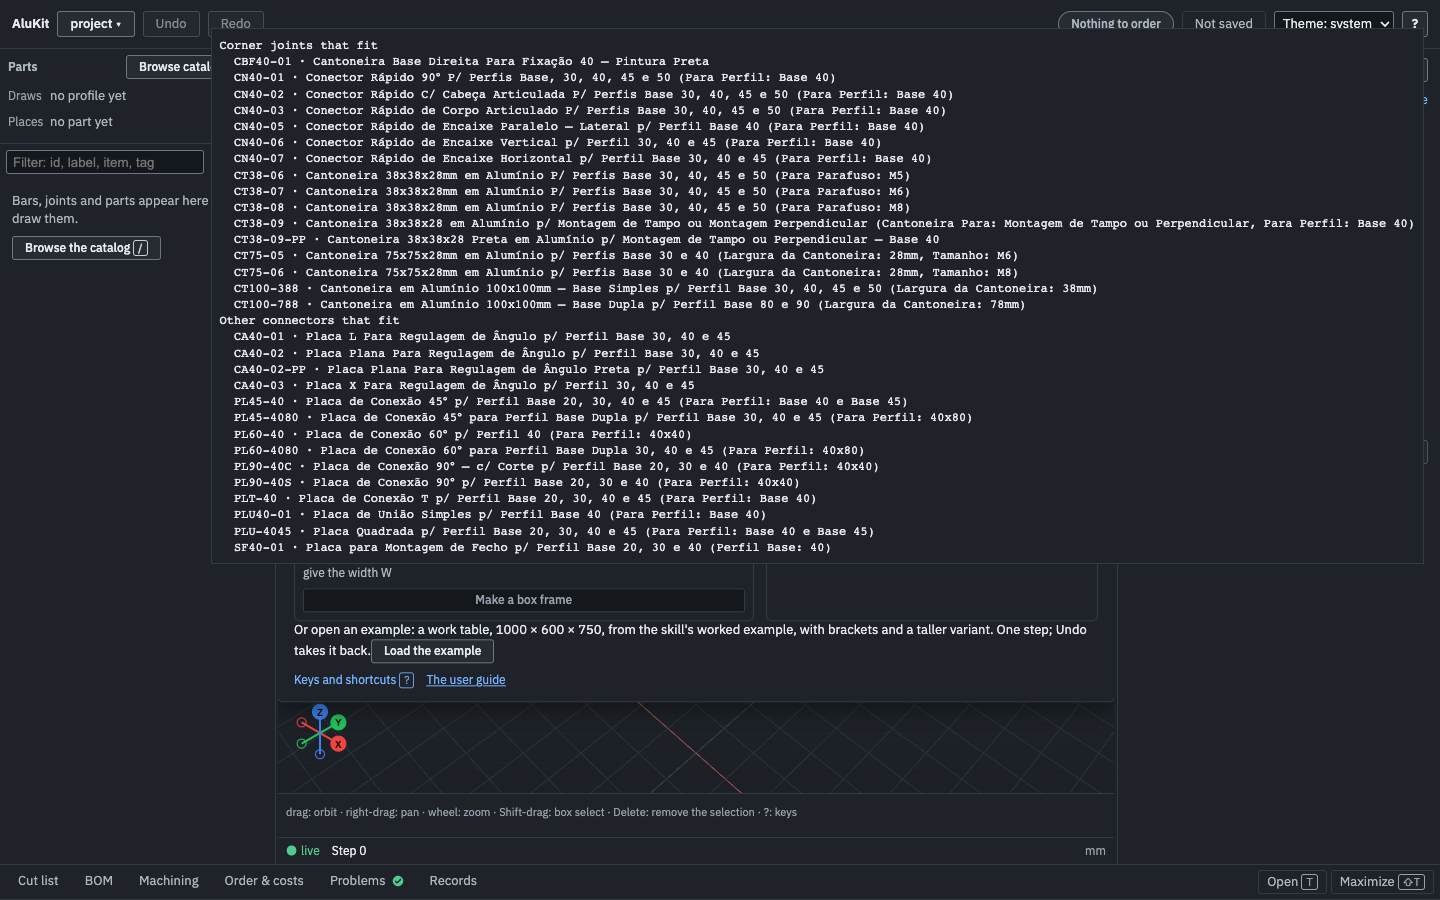 AluKit project ▾ Undo Redo Nothing to order Not saved Theme: system ?
Parts Browse catal
Draws no profile yet
Places no part yet
Filter: id, label, item, tag
Bars, joints and parts appear here
draw them.
Browse the catalog /
Corner joints that fit
CBF40-01 · Cantoneira Base Direita Para Fixação 40 — Pintura Preta
CN40-01 · Conector Rápido 90° P/ Perfis Base, 30, 40, 45 e 50 (Para Perfil: Base 40)
CN40-02 · Conector Rápido C/ Cabeça Articulada P/ Perfis Base 30, 40, 45 e 50 (Para Perfil: Base 40)
CN40-03 · Conector Rápido de Corpo Articulado P/ Perfis Base 30, 40, 45 e 50 (Para Perfil: Base 40)
CN40-05 · Conector Rápido de Encaixe Paralelo — Lateral p/ Perfil Base 40 (Para Perfil: Base 40)
CN40-06 · Conector Rápido de Encaixe Vertical p/ Perfil 30, 40 e 45 (Para Perfil: Base 40)
CN40-07 · Conector Rápido de Encaixe Horizontal p/ Perfil Base 30, 40 e 45 (Para Perfil: Base 40)
CT38-06 · Cantoneira 38x38x28mm em Alumínio P/ Perfis Base 30, 40, 45 e 50 (Para Parafuso: M5)
CT38-07 · Cantoneira 38x38x28mm em Alumínio P/ Perfis Base 30, 40, 45 e 50 (Para Parafuso: M6)
CT38-08 · Cantoneira 38x38x28mm em Alumínio P/ Perfis Base 30, 40, 45 e 50 (Para Parafuso: M8)
CT38-09 · Cantoneira 38x38x28 em Alumínio p/ Montagem de Tampo ou Montagem Perpendicular (Cantoneira Para: Montagem de Tampo ou Perpendicular, Para Perfil: Base 40)
CT38-09-PP · Cantoneira 38x38x28 Preta em Alumínio p/ Montagem de Tampo ou Perpendicular — Base 40
CT75-05 · Cantoneira 75x75x28mm em Alumínio p/ Perfis Base 30 e 40 (Largura da Cantoneira: 28mm, Tamanho: M6)
CT75-06 · Cantoneira 75x75x28mm em Alumínio p/ Perfis Base 30 e 40 (Largura da Cantoneira: 28mm, Tamanho: M8)
CT100-388 · Cantoneira em Alumínio 100x100mm — Base Simples p/ Perfil Base 30, 40, 45 e 50 (Largura da Cantoneira: 38mm)
CT100-788 · Cantoneira em Alumínio 100x100mm — Base Dupla p/ Perfil Base 80 e 90 (Largura da Cantoneira: 78mm)
Other connectors that fit
CA40-01 · Placa L Para Regulagem de Ângulo p/ Perfil Base 30, 40 e 45
CA40-02 · Placa Plana Para Regulagem de Ângulo p/ Perfil Base 30, 40 e 45
CA40-02-PP · Placa Plana Para Regulagem de Ângulo Preta p/ Perfil Base 30, 40 e 45
CA40-03 · Placa X Para Regulagem de Ângulo p/ Perfil 30, 40 e 45
PL45-40 · Placa de Conexão 45° p/ Perfil Base 20, 30, 40 e 45 (Para Perfil: Base 40 e Base 45)
PL45-4080 · Placa de Conexão 45° para Perfil Base Dupla p/ Perfil Base 30, 40 e 45 (Para Perfil: 40x80)
PL60-40 · Placa de Conexão 60° p/ Perfil 40 (Para Perfil: 40x40)
PL60-4080 · Placa de Conexão 60° para Perfil Base Dupla 30, 40 e 45 (Para Perfil: 40x80)
PL90-40C · Placa de Conexão 90° — c/ Corte p/ Perfil Base 20, 30 e 40 (Para Perfil: 40x40)
PL90-40S · Placa de Conexão 90° p/ Perfil Base 20, 30 e 40 (Para Perfil: 40x40)
PLT-40 · Placa de Conexão T p/ Perfil Base 20, 30, 40 e 45 (Para Perfil: Base 40)
PLU40-01 · Placa de União Simples p/ Perfil Base 40 (Para Perfil: Base 40)
PLU-4045 · Placa Quadrada p/ Perfil Base 20, 30, 40 e 45 (Para Perfil: Base 40 e Base 45)
SF40-01 · Placa para Montagem de Fecho p/ Perfil Base 20, 30 e 40 (Perfil Base: 40)
e
give the width W
Make a box frame
Or open an example: a work table, 1000 × 600 × 750, from the skill's worked example, with brackets and a taller variant. One step; Undo
takes it back. Load the example
Keys and shortcuts ? The user guide
Z
Y
X
drag: orbit · right-drag: pan · wheel: zoom · Shift-drag: box select · Delete: remove the selection · ?: keys
live Step 0 mm
Cut list BOM Machining Order & costs Problems Records Open T Maximize ⇧T